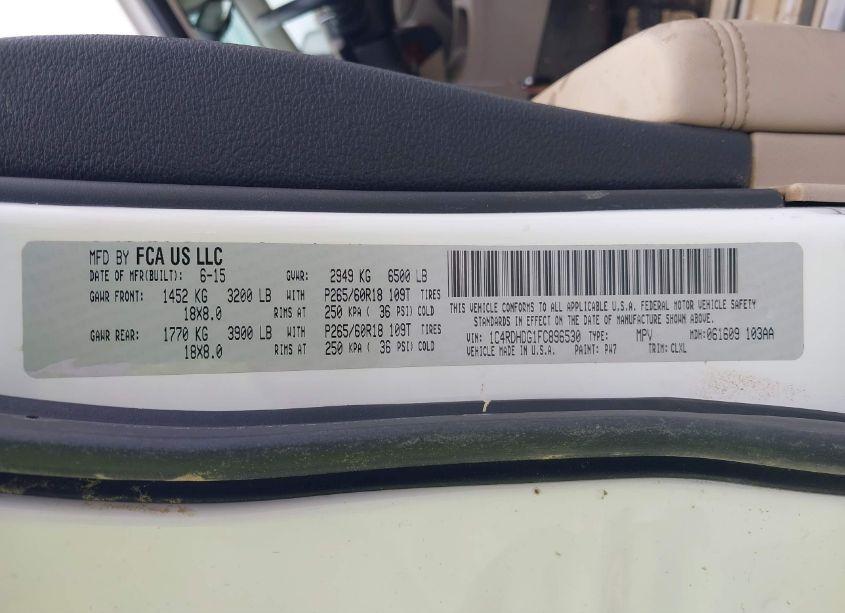 MFD BY FCA US LLC
DATE OF MFR(BUILT): 6-15 GVWR: 2949 KG 6500 LB
GAWR FRONT: 1452 KG 3200 LB WITH P265/60R18 109T TIRES
18X8.0 RIMS AT 250 KPA ( 36 PSI) COLD
GAWR REAR: 1770 KG 3900 LB WITH P265/60R18 109T TIRES
18X8.0 RIMS AT 250 KPA ( 36 PSI) COLD
THIS VEHICLE CONFORMS TO ALL APPLICABLE U.S.A. FEDERAL MOTOR VEHICLE SAFETY
STANDARDS IN EFFECT ON THE DATE OF MANUFACTURE SHOWN ABOVE.
VIN: 1C4RDHDG1FC896530 TYPE: MPV MDH: 061609 103AA
VEHICLE MADE IN U.S.A. PAINT: PW7 TRIM: CLXL